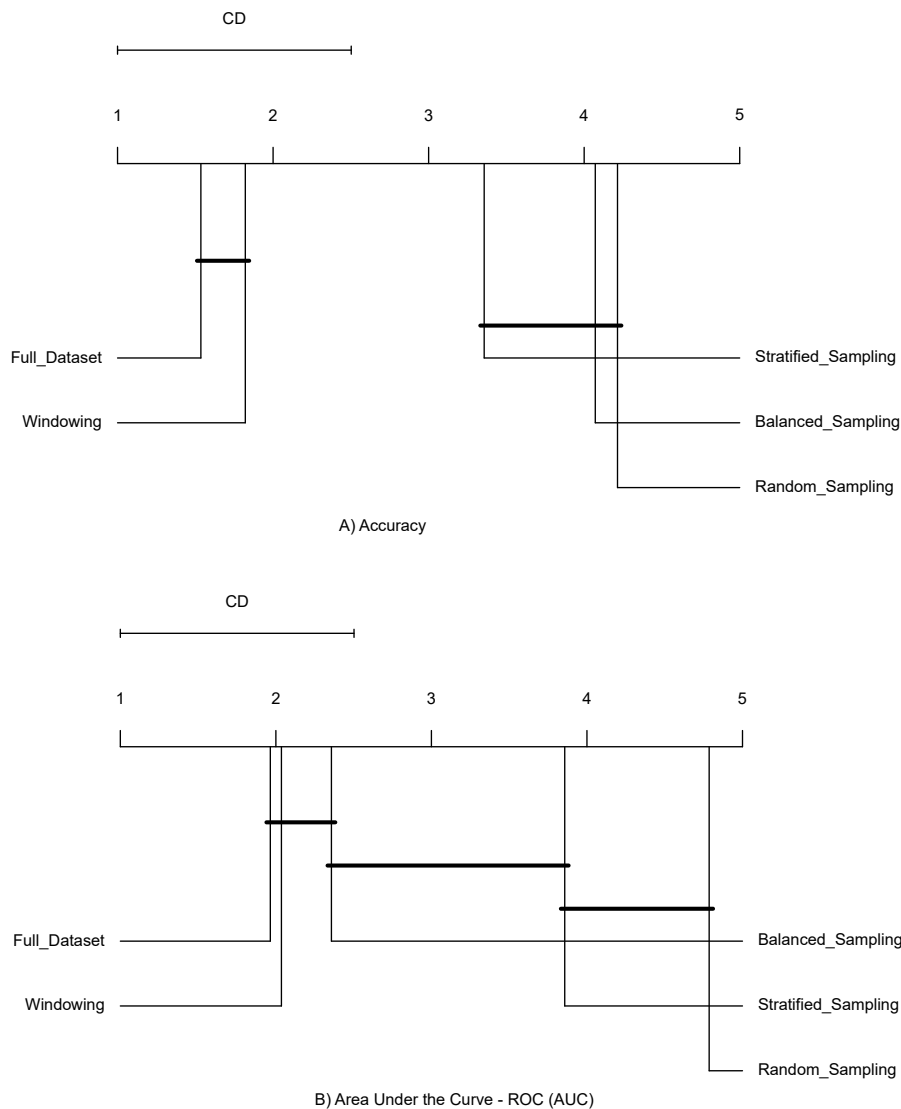 CD
1 2 3 4 5
Full_Dataset Stratified_Sampling
Windowing Balanced_Sampling
Random_Sampling
A) Accuracy
CD
1 2 3 4 5
Full_Dataset Balanced_Sampling
Windowing Stratified_Sampling
Random_Sampling
B) Area Under the Curve - ROC (AUC)